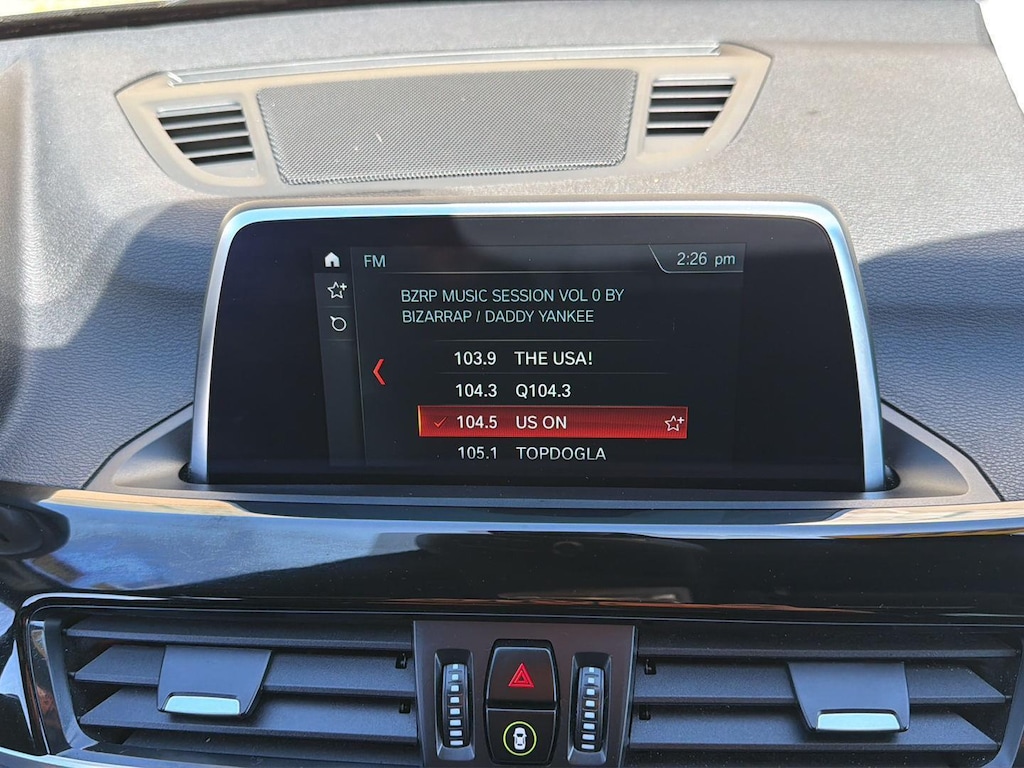 FM
2:26 pm
BZRP MUSIC SESSION VOL 0 BY
BIZARRAP / DADDY YANKEE
103.9 THE USA!
104.3 Q104.3
104.5 US ON
105.1 TOPDOGLA